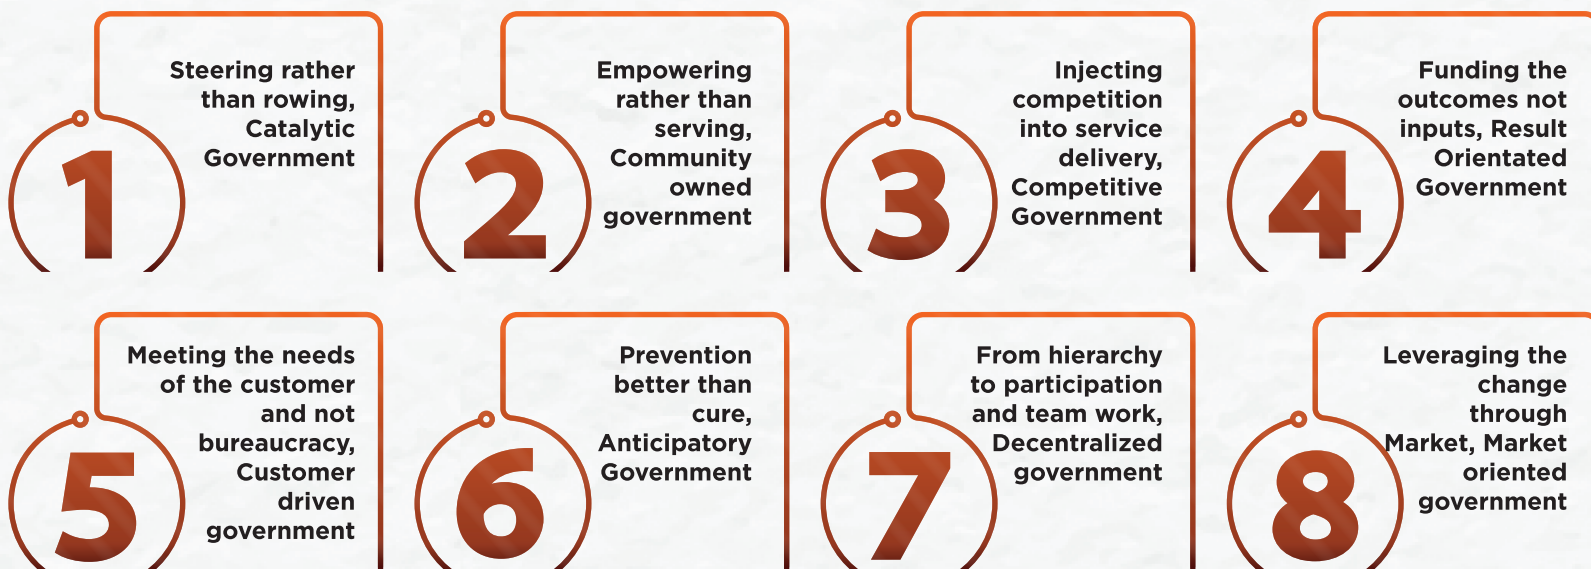 1
Steering rather
than rowing,
Catalytic
Government
2
Empowering
rather than
serving,
Community
owned
government
3
Injecting
competition
into service
delivery,
Competitive
Government
4
Funding the
outcomes not
inputs, Result
Orientated
Government
5
Meeting the needs
of the customer
and not
bureaucracy,
Customer
driven
government
6
Prevention
better than
cure,
Anticipatory
Government
7
From hierarchy
to participation
and team work,
Decentralized
government
8
Leveraging the
change
through
Market, Market
oriented
government